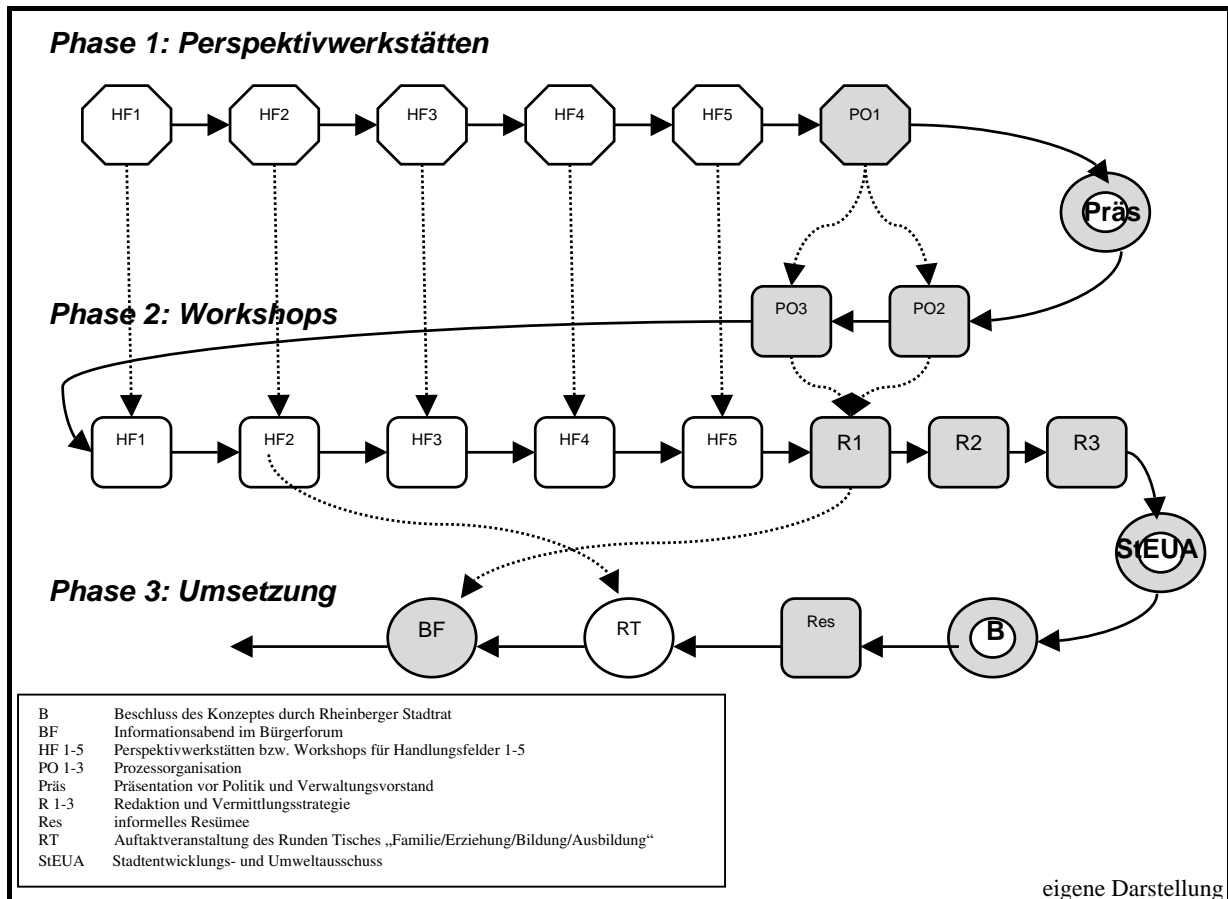 Phase 1: Perspektivwerkstätten
HF1 HF2 HF3 HF4 HF5 PO1
Präs
PO3 PO2
Phase 2: Workshops
HF1 HF2 HF3 HF4 HF5 R1 R2 R3
StEUA
Phase 3: Umsetzung
BF RT Res B
B Beschluss des Konzeptes durch Rheinberger Stadtrat
BF Informationsabend im Bürgerforum
HF 1-5 Perspektivwerkstätten bzw. Workshops für Handlungsfelder 1-5
PO 1-3 Prozessorganisation
Präs Präsentation vor Politik und Verwaltungsvorstand
R 1-3 Redaktion und Vermittlungsstrategie
Res informelles Resümee
RT Auftaktveranstaltung des Runden Tisches „Familie/Erziehung/Bildung/Ausbildung“
StEUA Stadtentwicklungs- und Umweltausschuss
eigene Darstellung